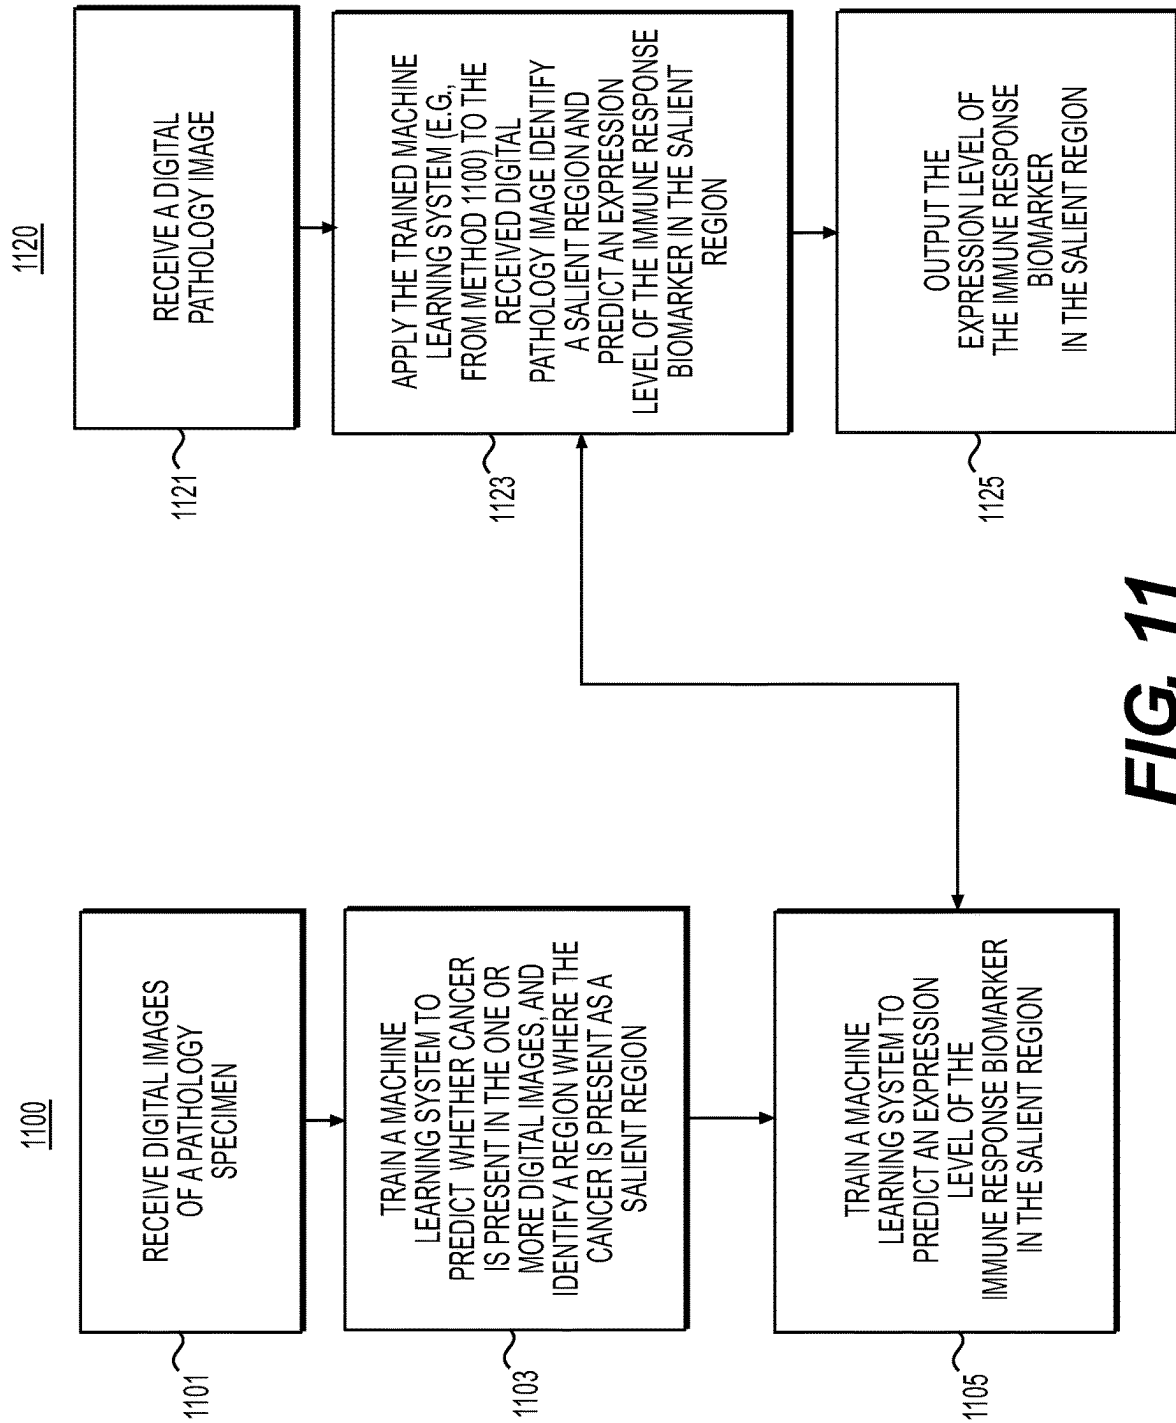 1100
RECEIVE DIGITAL IMAGES
OF A PATHOLOGY
SPECIMEN
1101
TRAIN A MACHINE
LEARNING SYSTEM TO
PREDICT WHETHER CANCER
IS PRESENT IN THE ONE OR
MORE DIGITAL IMAGES, AND
IDENTIFY A REGION WHERE THE
CANCER IS PRESENT AS A
SALIENT REGION
1103
TRAIN A MACHINE
LEARNING SYSTEM TO
PREDICT AN EXPRESSION
LEVEL OF THE
IMMUNE RESPONSE BIOMARKER
IN THE SALIENT REGION
1105
1120
RECEIVE A DIGITAL
PATHOLOGY IMAGE
1121
APPLY THE TRAINED MACHINE
LEARNING SYSTEM (E.G.,
FROM METHOD 1100) TO THE
RECEIVED DIGITAL
PATHOLOGY IMAGE IDENTIFY
A SALIENT REGION AND
PREDICT AN EXPRESSION
LEVEL OF THE IMMUNE RESPONSE
BIOMARKER IN THE SALIENT
REGION
1123
OUTPUT THE
EXPRESSION LEVEL OF
THE IMMUNE RESPONSE
BIOMARKER
IN THE SALIENT REGION
1125
FIG. 11